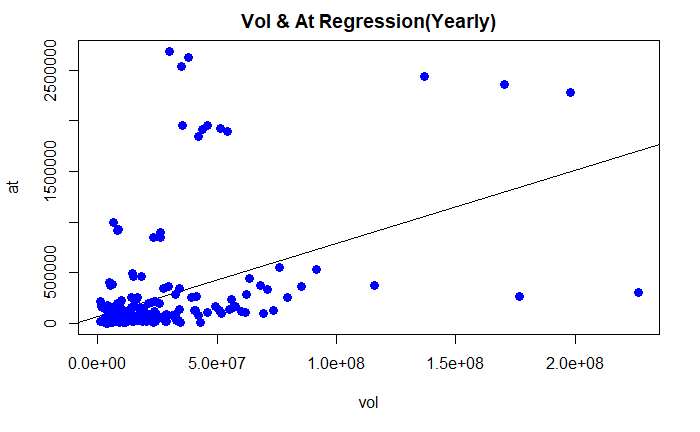 Vol & At Regression(Yearly)
at
2500000
1500000
500000
0
0.0e+00 5.0e+07 1.0e+08 1.5e+08 2.0e+08
vol